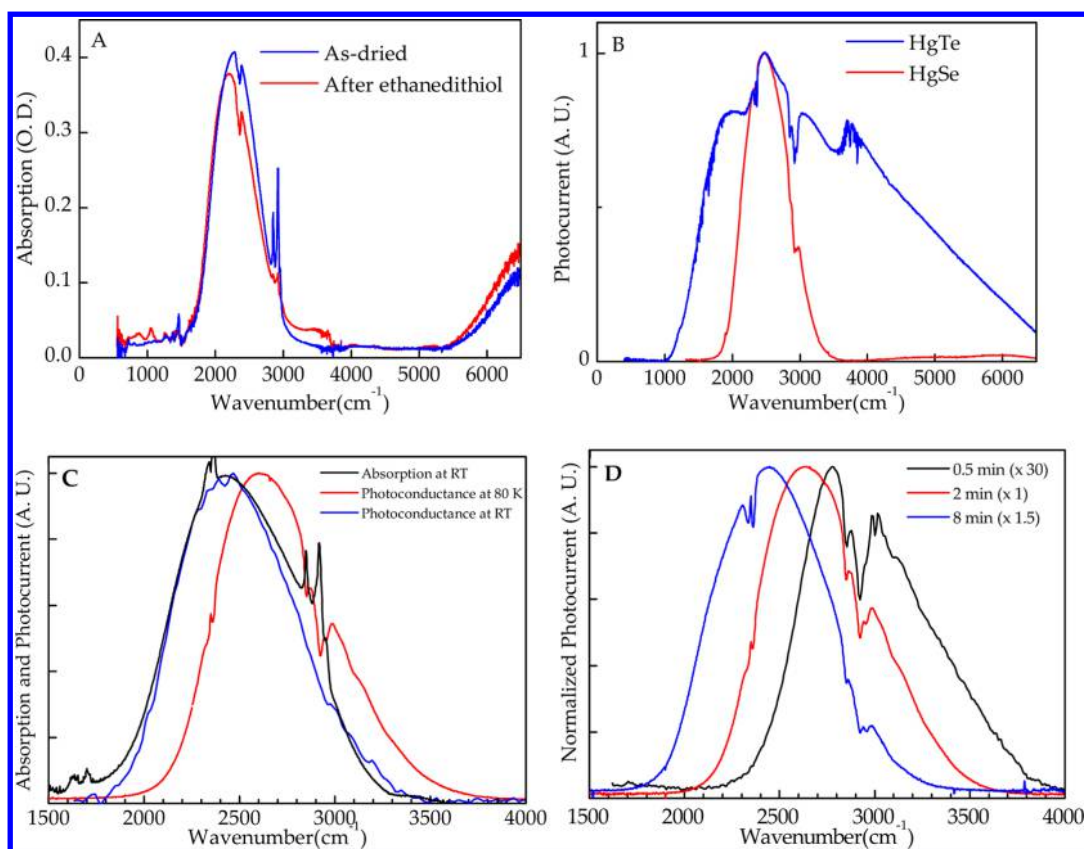 A
As-dried
After ethanedithiol
Absorption (O. D.)
0.4
0.3
0.2
0.1
0.0
0 1000 2000 3000 4000 5000 6000
Wavenumber(cm⁻¹)
B
HgTe
HgSe
Photocurrent (A. U.)
1
0
0 1000 2000 3000 4000 5000 6000
Wavenumber(cm⁻¹)
C
Absorption at RT
Photoconductance at 80 K
Photoconductance at RT
Absorption and Photocurrent (A. U.)
1500 2000 2500 3000 3500 4000
Wavenumber(cm⁻¹)
D
0.5 min (x 30)
2 min (x 1)
8 min (x 1.5)
Normalized Photocurrent (A. U.)
1500 2000 2500 3000 3500 4000
Wavenumber(cm⁻¹)